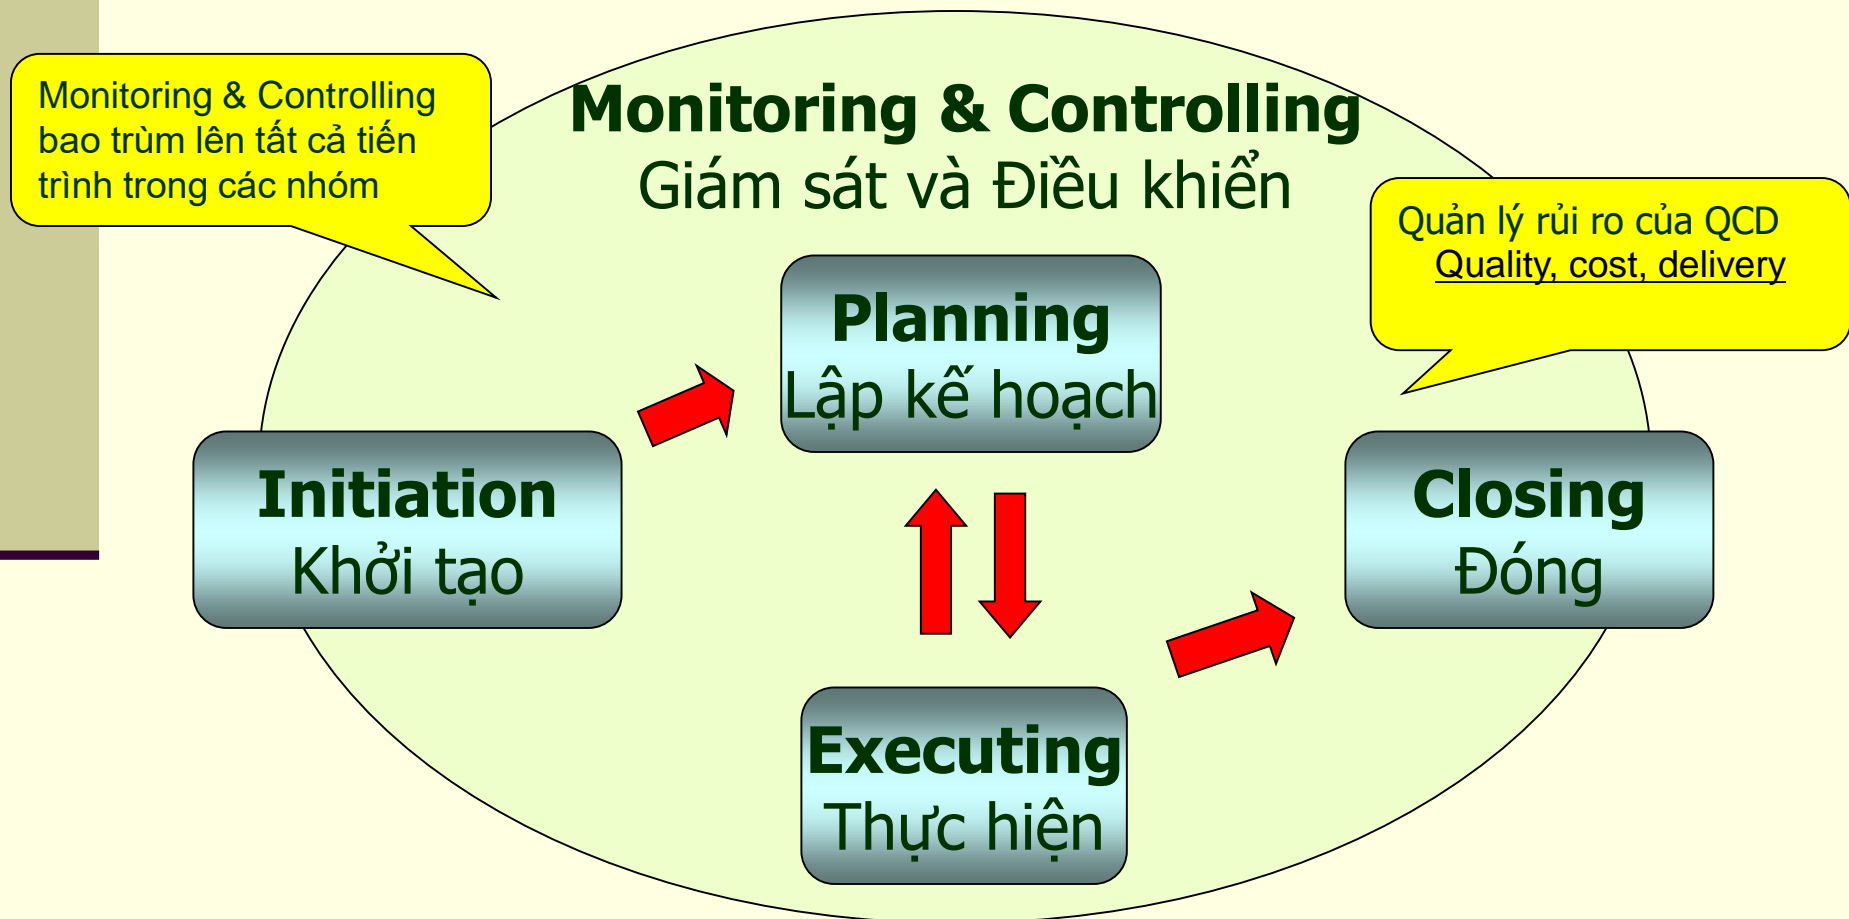 Monitoring & Controlling
bao trùm lên tất cả tiến
trình trong các nhóm
Monitoring & Controlling
Giám sát và Điều khiển
Quản lý rủi ro của QCD
Quality, cost, delivery
Planning
Lập kế hoạch
Initiation
Khởi tạo
Closing
Đóng
Executing
Thực hiện